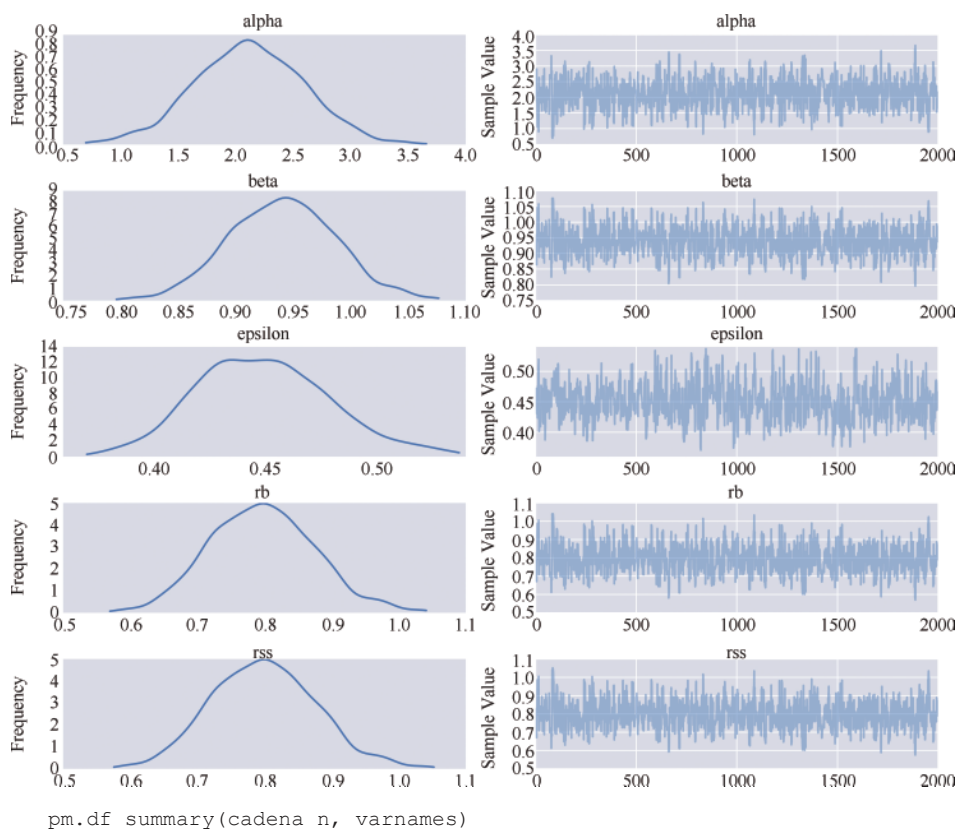 alpha
Frequency
0.9
0.8
0.7
0.6
0.5
0.4
0.3
0.2
0.1
0.0
0.5 1.0 1.5 2.0 2.5 3.0 3.5 4.0
Sample Value
4.0
3.5
3.0
2.5
2.0
1.5
1.0
0.5
0 500 1000 1500 2000
beta
Frequency
9
8
7
6
5
4
3
2
1
0
0.75 0.80 0.85 0.90 0.95 1.00 1.05 1.10
beta
Sample Value
1.10
1.05
1.00
0.95
0.90
0.85
0.80
0.75
0 500 1000 1500 2000
epsilon
Frequency
14
12
10
8
6
4
2
0
0.40 0.45 0.50
epsilon
Sample Value
0.50
0.45
0.40
0 500 1000 1500 2000
rb
Frequency
5
4
3
2
1
0
0.5 0.6 0.7 0.8 0.9 1.0 1.1
rb
Sample Value
1.1
1.0
0.9
0.8
0.7
0.6
0.5
0 500 1000 1500 2000
rss
Frequency
5
4
3
2
1
0
0.5 0.6 0.7 0.8 0.9 1.0 1.1
rss
Sample Value
1.1
1.0
0.9
0.8
0.7
0.6
0.5
0 500 1000 1500 2000
pm.df summary(cadena n, varnames)